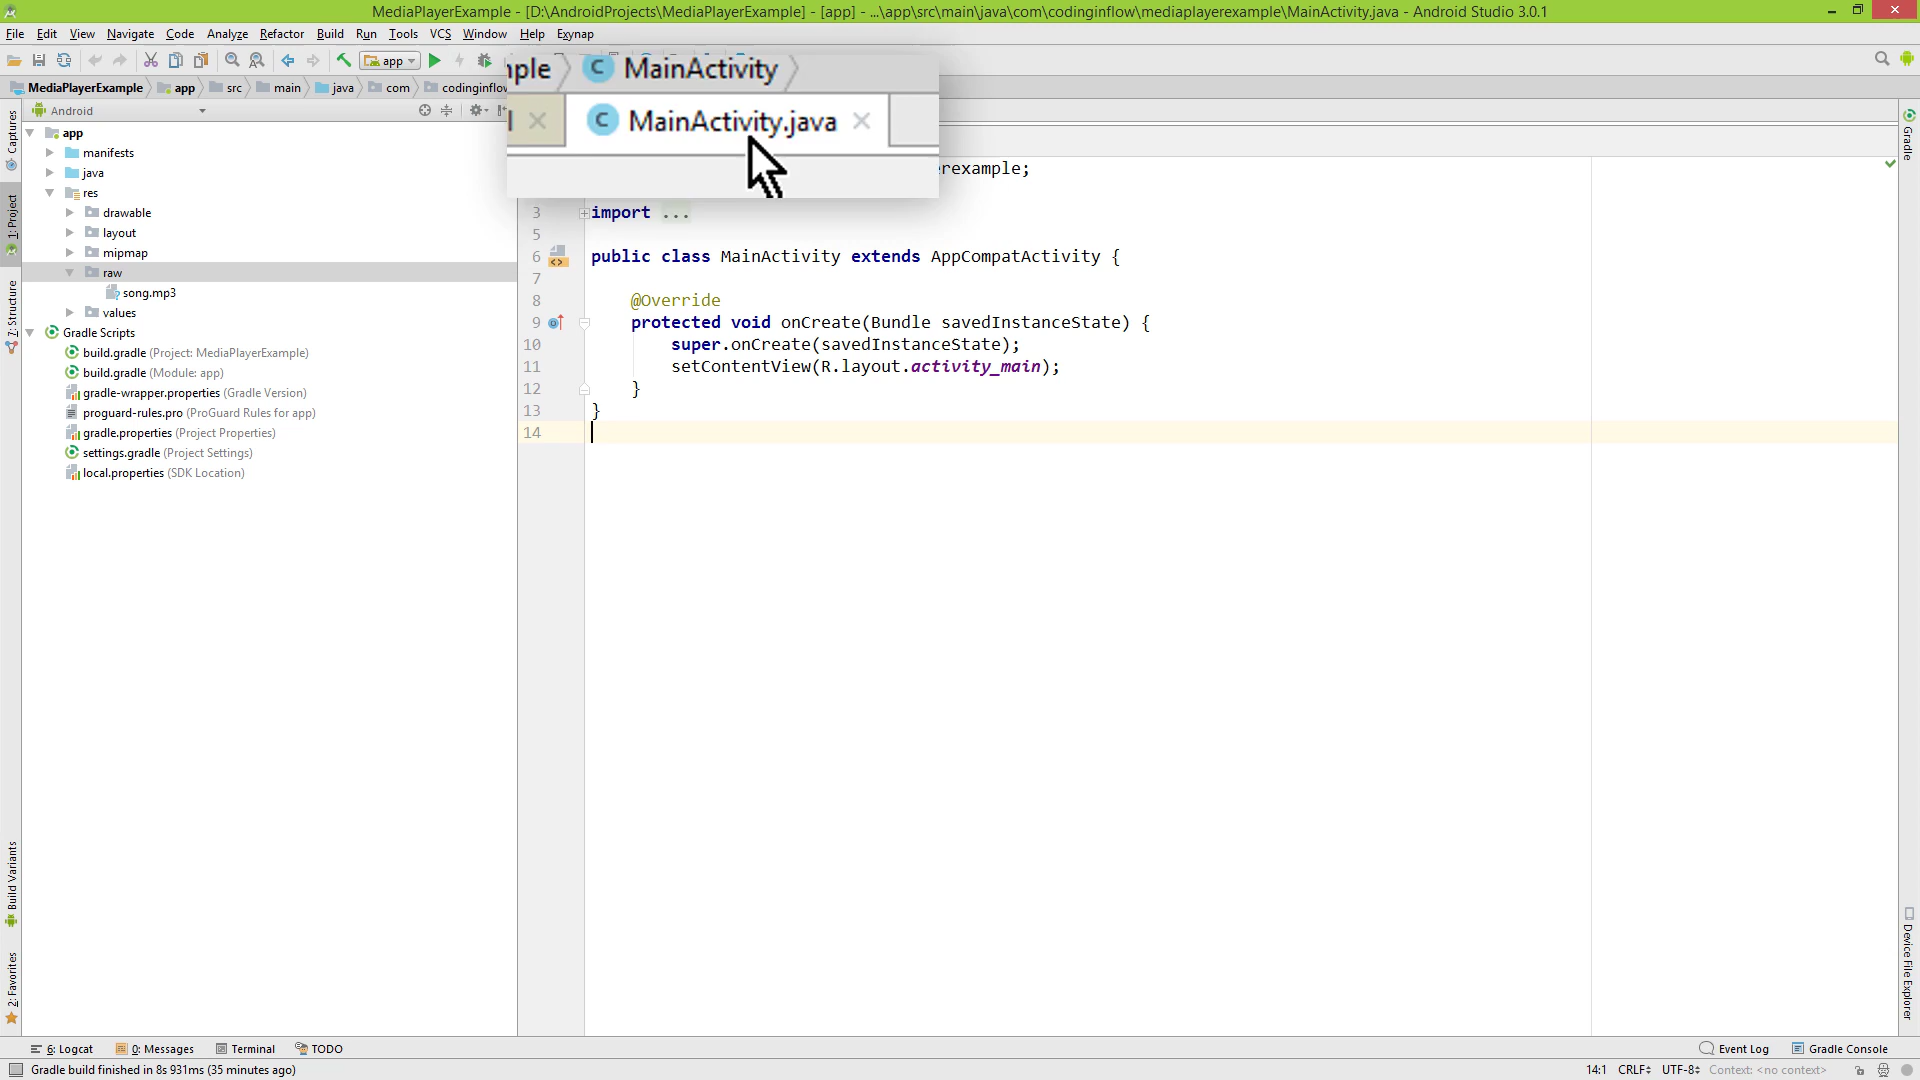 MediaPlayerExample - [D:\AndroidProjects\MediaPlayerExample] - [app] - ...\app\src\main\java\com\codinginflow\mediaplayerexample\MainActivity.java - Android Studio 3.0.1
File Edit View Navigate Code Analyze Refactor Build Run Tools VCS Window Help Exynap
app
MediaPlayerExample app src main java com codinginflow
MainActivity
MainActivity.java
Android
app
manifests
java
res
drawable
layout
mipmap
raw
song.mp3
values
Gradle Scripts
build.gradle (Project: MediaPlayerExample)
build.gradle (Module: app)
gradle-wrapper.properties (Gradle Version)
proguard-rules.pro (ProGuard Rules for app)
gradle.properties (Project Properties)
settings.gradle (Project Settings)
local.properties (SDK Location)
Captures
1: Project
7: Structure
Build Variants
2: Favorites
erexample;
3 import ...
5
6 public class MainActivity extends AppCompatActivity {
7
8 @Override
9 protected void onCreate(Bundle savedInstanceState) {
10 super.onCreate(savedInstanceState);
11 setContentView(R.layout.activity_main);
12 }
13 }
14
Gradle
Device File Explorer
6: Logcat 0: Messages Terminal TODO Event Log Gradle Console
Gradle build finished in 8s 931ms (35 minutes ago) 14:1 CRLF UTF-8 Context: <no context>